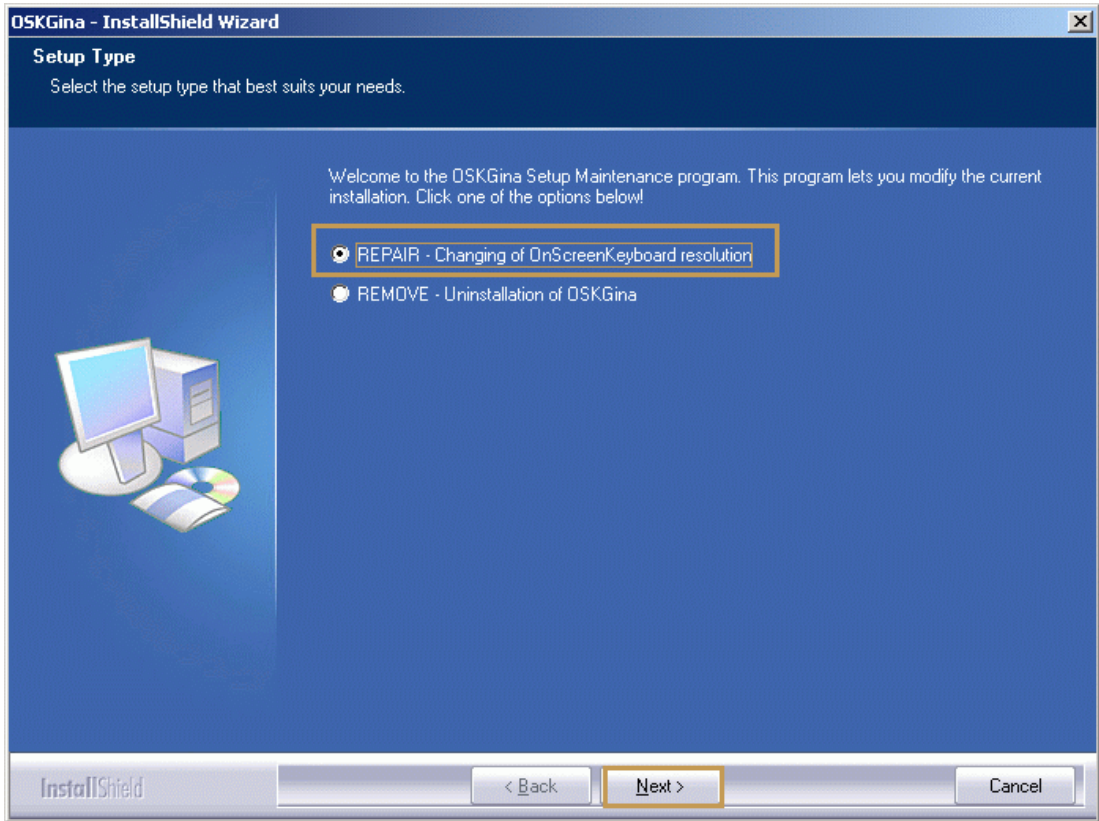 OSKGina - InstallShield Wizard
Setup Type
Select the setup type that best suits your needs.
Welcome to the OSKGina Setup Maintenance program. This program lets you modify the current
installation. Click one of the options below!
REPAIR - Changing of OnScreenKeyboard resolution
REMOVE - Uninstallation of OSKGina
InstallShield
< Back
Next >
Cancel